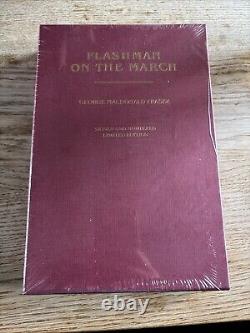 FLASHMAN
ON THE MARCH
GEORGE MACDONALD FRASER
SIGNED AND NUMBERED
LIMITED EDITION